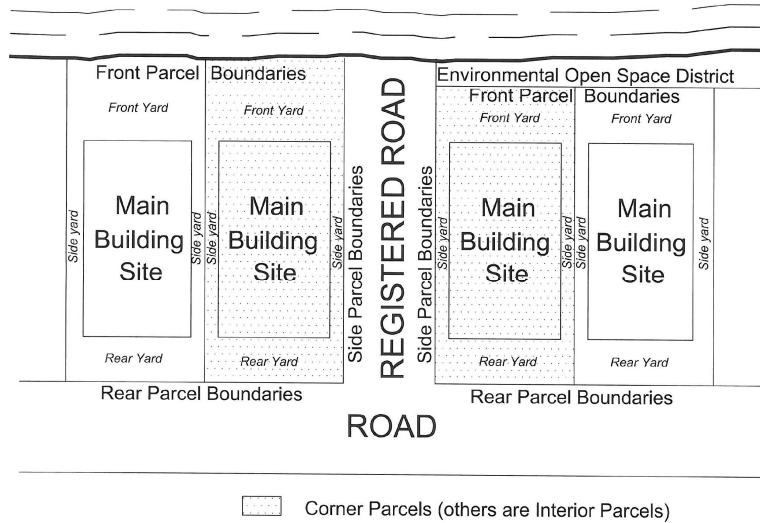 Front Parcel Boundaries
Environmental Open Space District
Front Parcel Boundaries
Front Yard
Front Yard
Front Yard
Front Yard
Side yard
Main
Building
Site
Side yard
Side yard
Main
Building
Site
Side yard
Side Parcel Boundaries
REGISTERED ROAD
Side Parcel Boundaries
Main
Building
Site
Side yard
Side yard
Main
Building
Site
Side yard
Rear Yard
Rear Yard
Rear Yard
Rear Yard
Rear Parcel Boundaries
Rear Parcel Boundaries
ROAD
Corner Parcels (others are Interior Parcels)